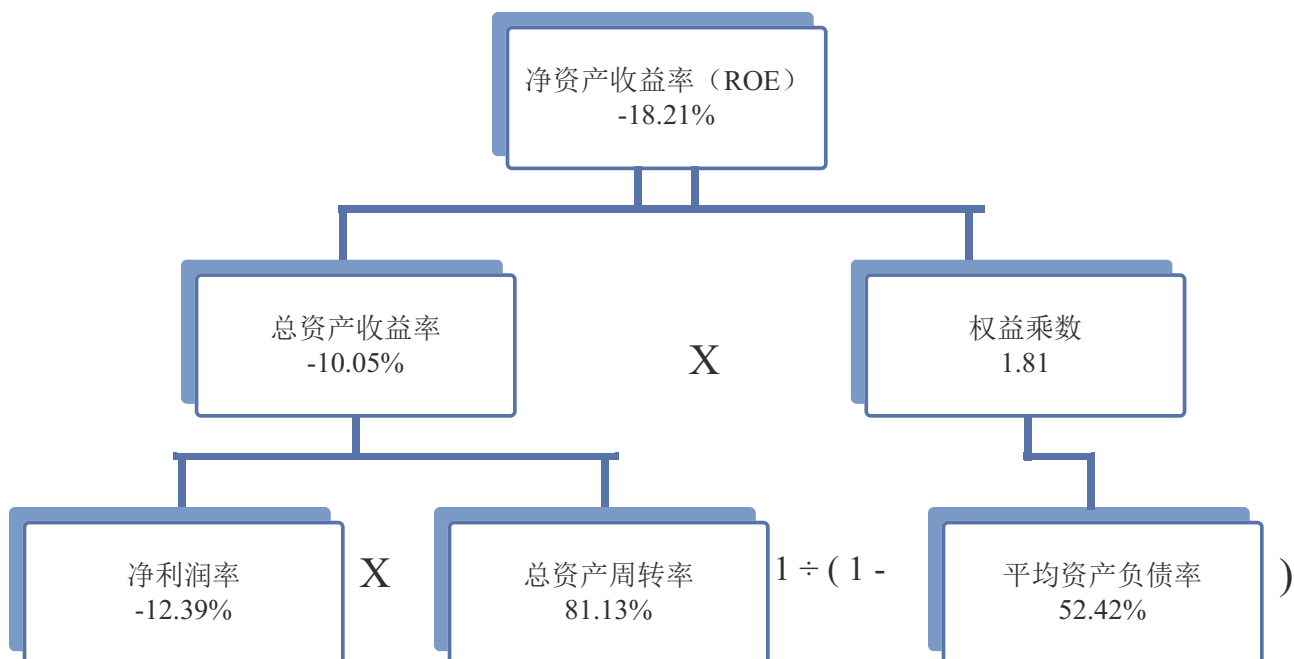 净资产收益率（ROE）
-18.21%
总资产收益率
-10.05%
X
权益乘数
1.81
净利润率
-12.39%
X
总资产周转率
81.13%
1 ÷ ( 1 -
平均资产负债率
52.42%
)